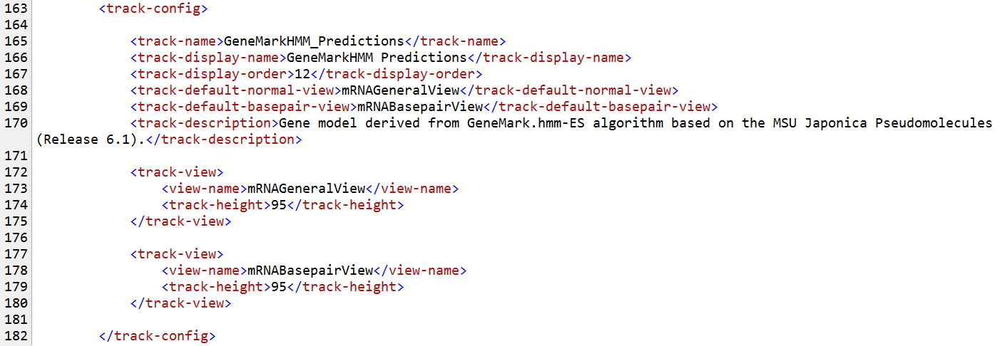 163 <track-config>
164
165 <track-name>GeneMarkHMM_Predictions</track-name>
166 <track-display-name>GeneMarkHMM Predictions</track-display-name>
167 <track-display-order>12</track-display-order>
168 <track-default-normal-view>mRNAGeneralView</track-default-normal-view>
169 <track-default-basepair-view>mRNABasepairView</track-default-basepair-view>
170 <track-description>Gene model derived from GeneMark.hmm-ES algorithm based on the MSU Japonica Pseudomolecules
(Release 6.1).</track-description>
171
172 <track-view>
173 <view-name>mRNAGeneralView</view-name>
174 <track-height>95</track-height>
175 </track-view>
176
177 <track-view>
178 <view-name>mRNABasepairView</view-name>
179 <track-height>95</track-height>
180 </track-view>
181
182 </track-config>